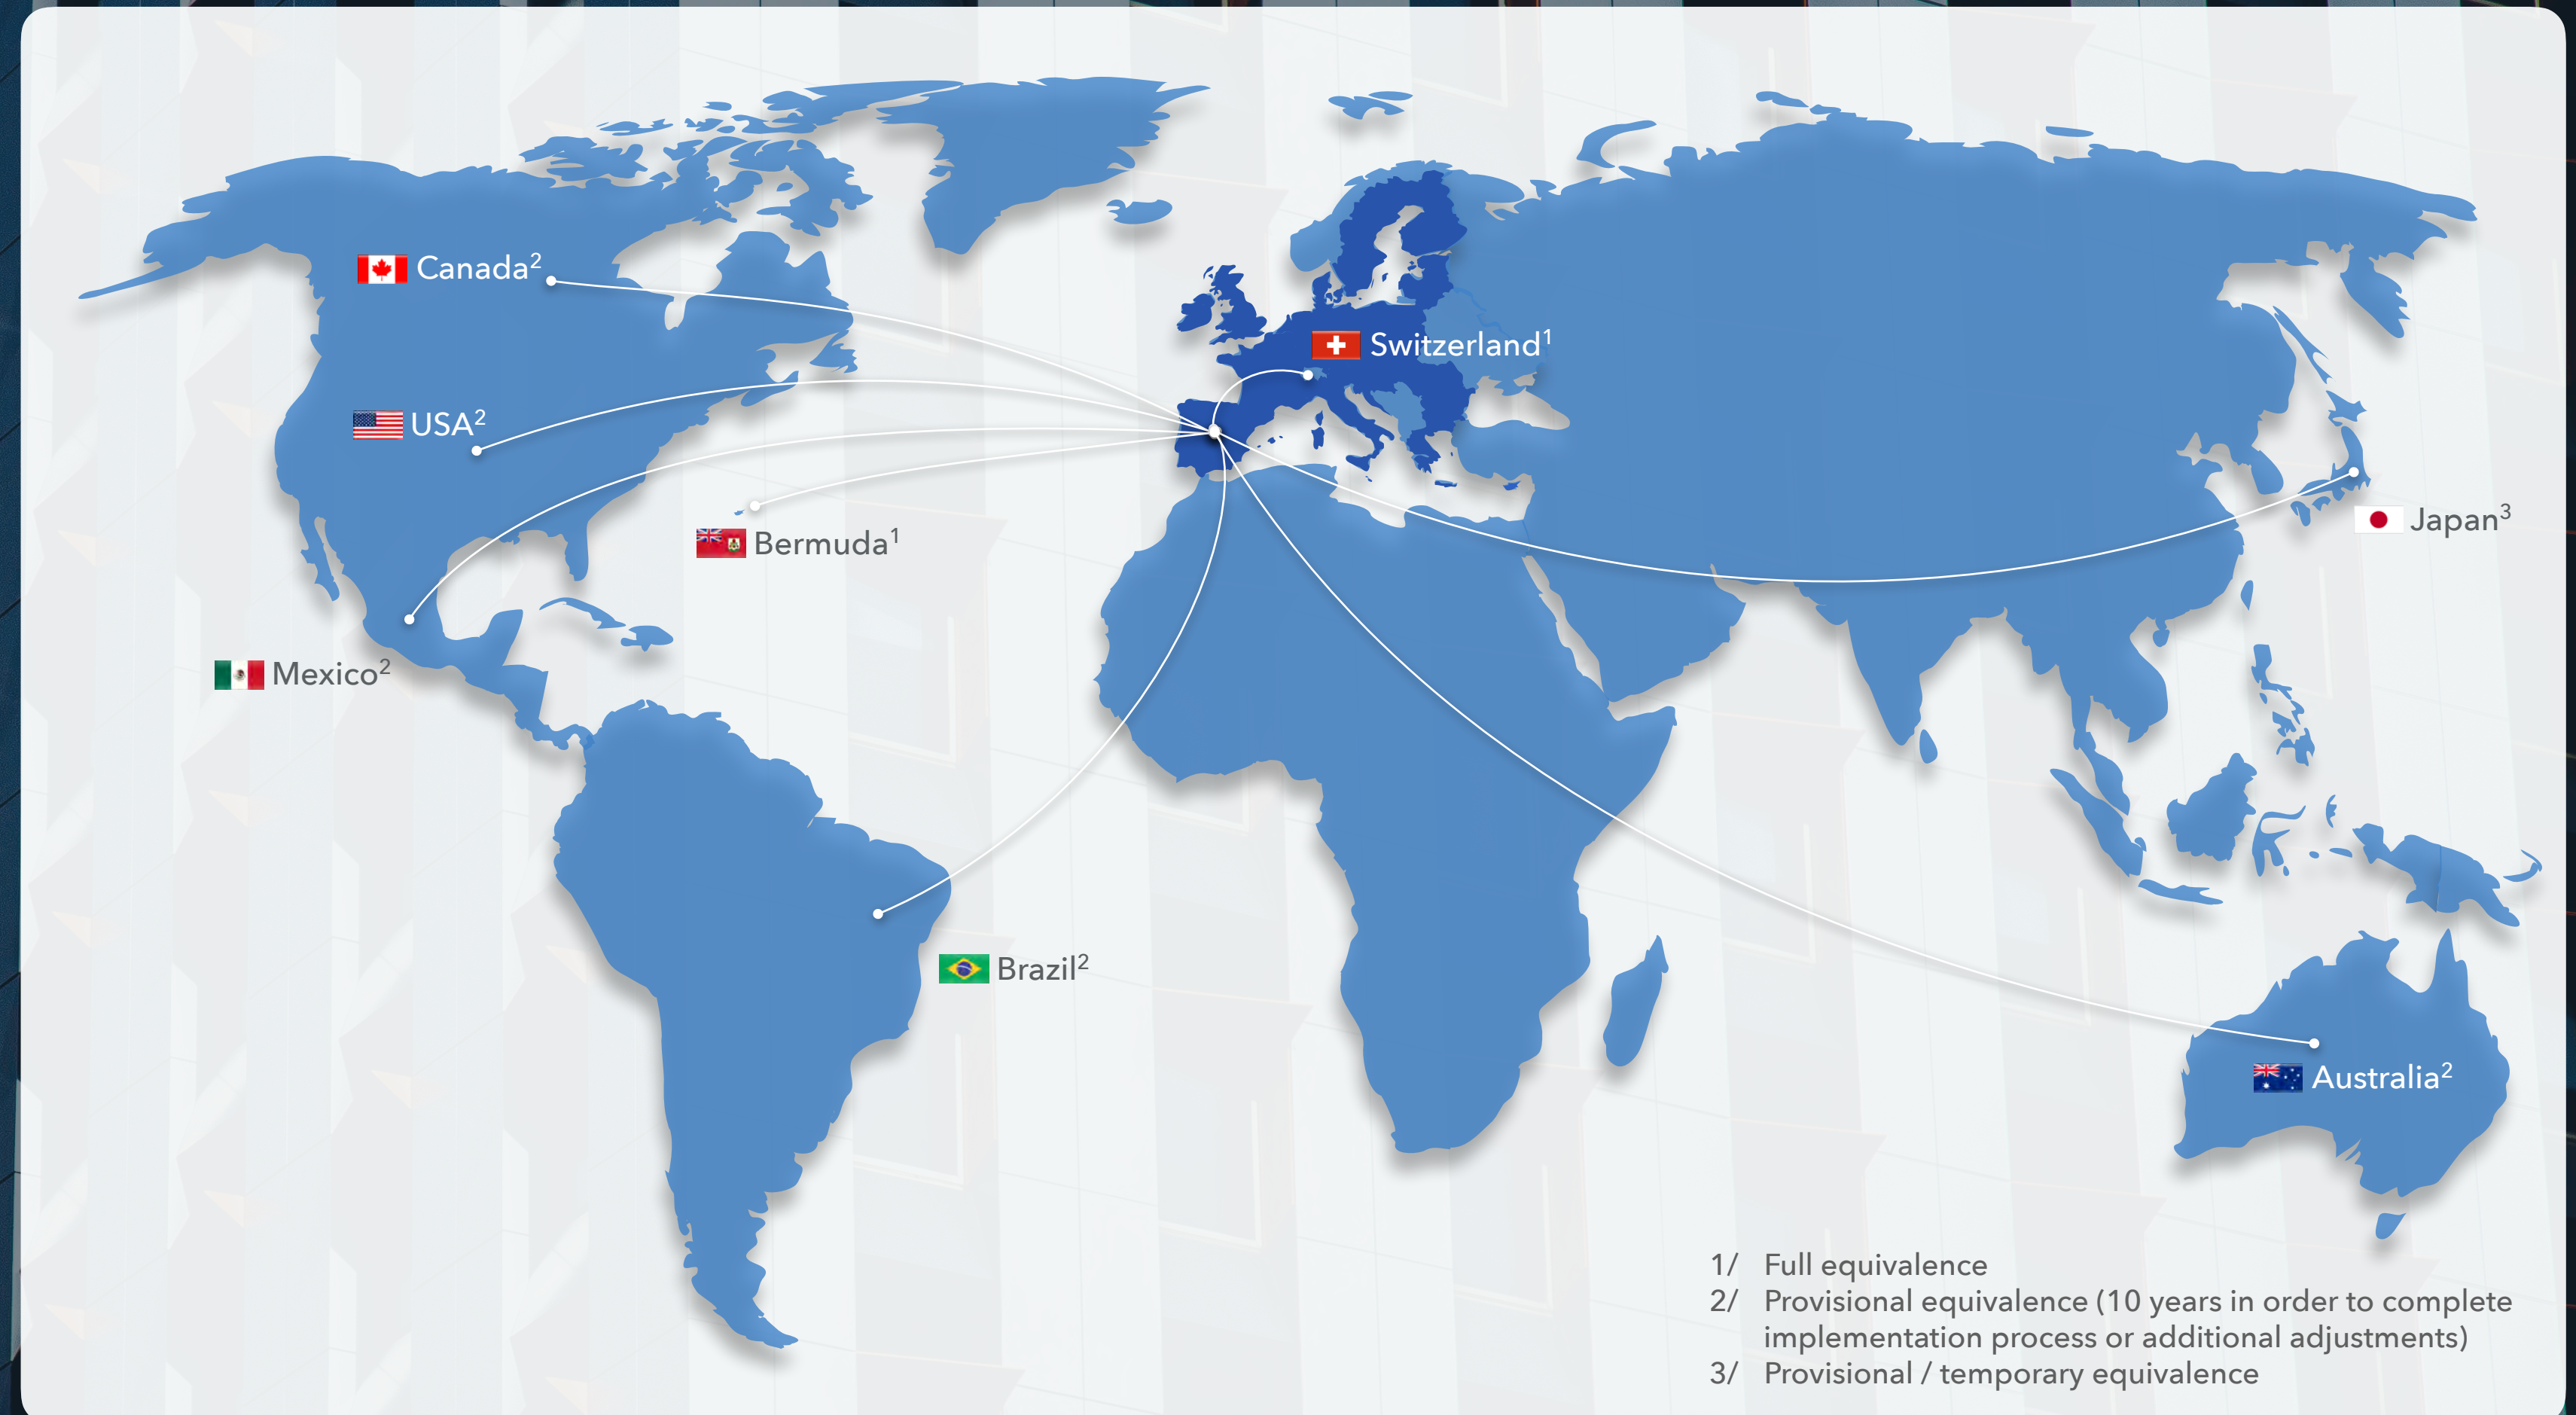 Canada²
Switzerland¹
USA²
Japan³
Bermuda¹
Mexico²
Brazil²
Australia²
1/ Full equivalence
2/ Provisional equivalence (10 years in order to complete
implementation process or additional adjustments)
3/ Provisional / temporary equivalence